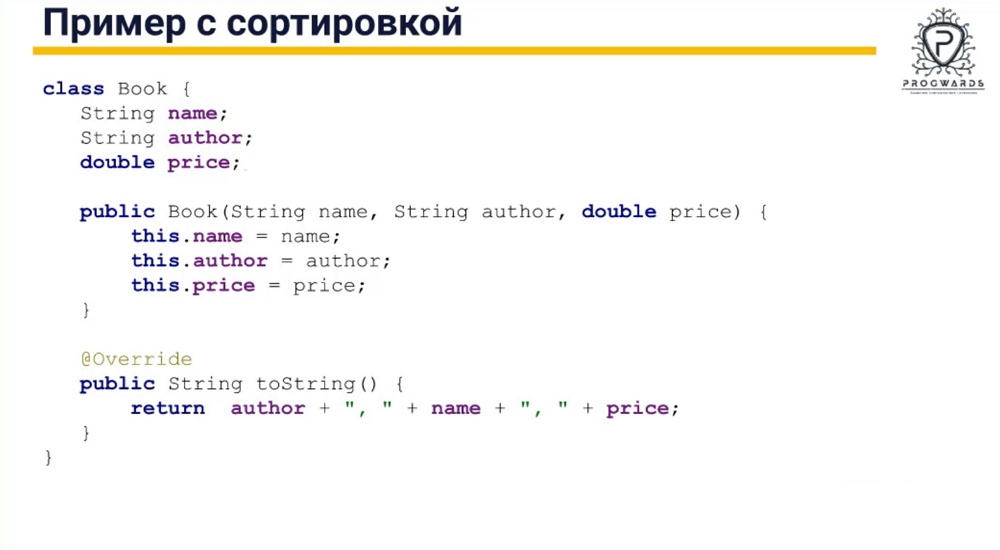 Пример с сортировкой
PROGWARDS
class Book {
String name;
String author;
double price;
public Book(String name, String author, double price) {
this.name = name;
this.author = author;
this.price = price;
}
@Override
public String toString() {
return  author + ", " + name + ", " + price;
}
}